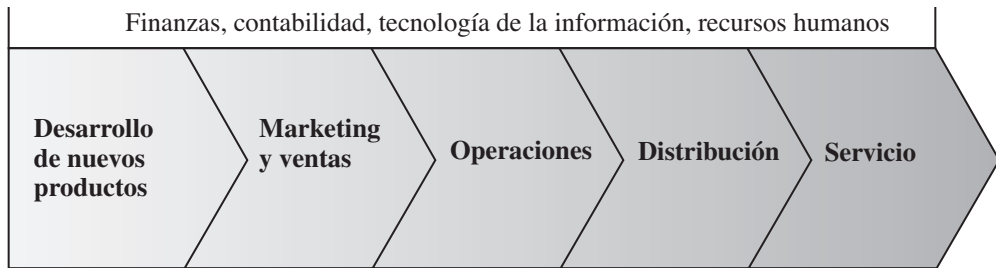 Finanzas, contabilidad, tecnología de la información, recursos humanos
Desarrollo
de nuevos
productos
Marketing
y ventas
Operaciones
Distribución
Servicio